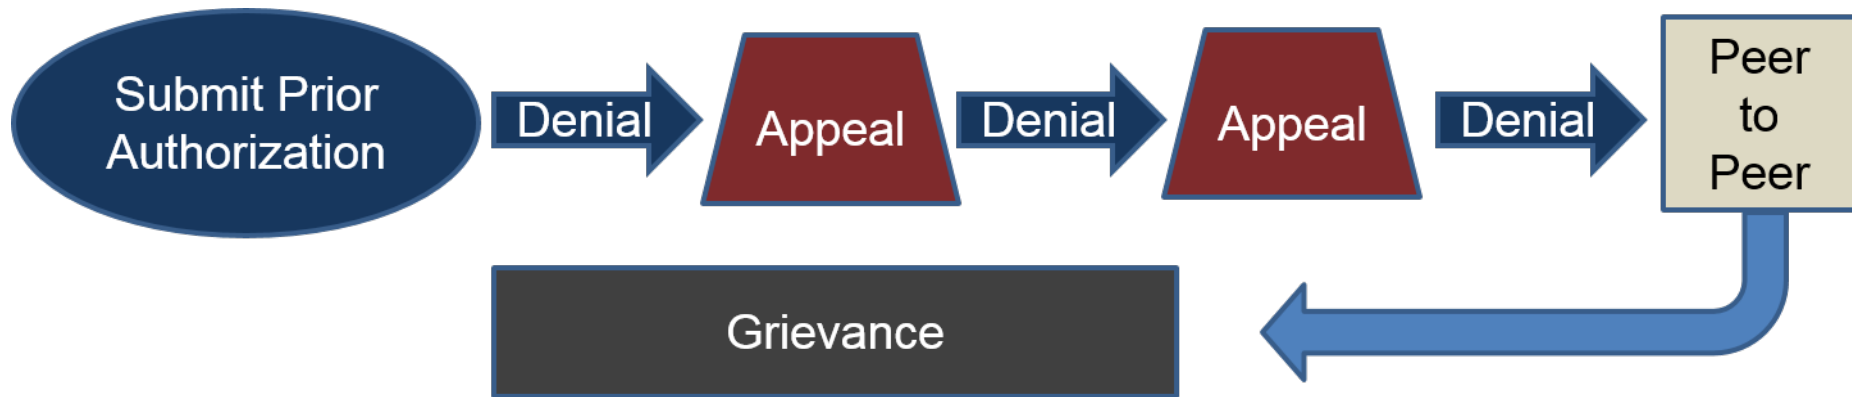 Submit Prior
Authorization
Denial
Appeal
Denial
Appeal
Denial
Peer
to
Peer
Grievance